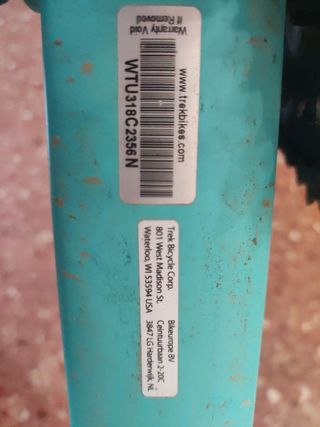 Warranty Void
If Removed
WTU318C2356N
www.trekbikes.com
Trek Bicycle Corp.
801 West Madison St.
Waterloo, WI 53594 USA
Bikeurope BV
Ceintuurbaan 2-20C
3847 LG Harderwijk, NL